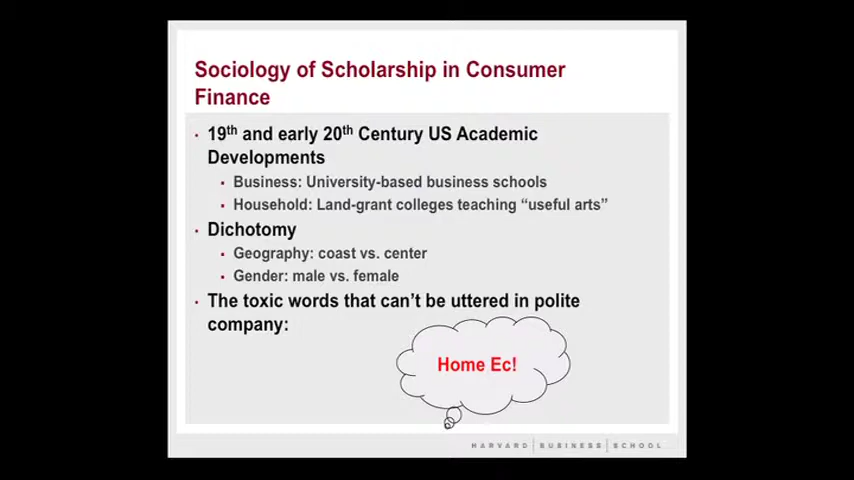 Sociology of Scholarship in Consumer
Finance
· 19th and early 20th Century US Academic
Developments
▪ Business: University-based business schools
▪ Household: Land-grant colleges teaching “useful arts”
· Dichotomy
▪ Geography: coast vs. center
▪ Gender: male vs. female
· The toxic words that can’t be uttered in polite
company:
Home Ec!
HARVARD | BUSINESS | SCHOOL